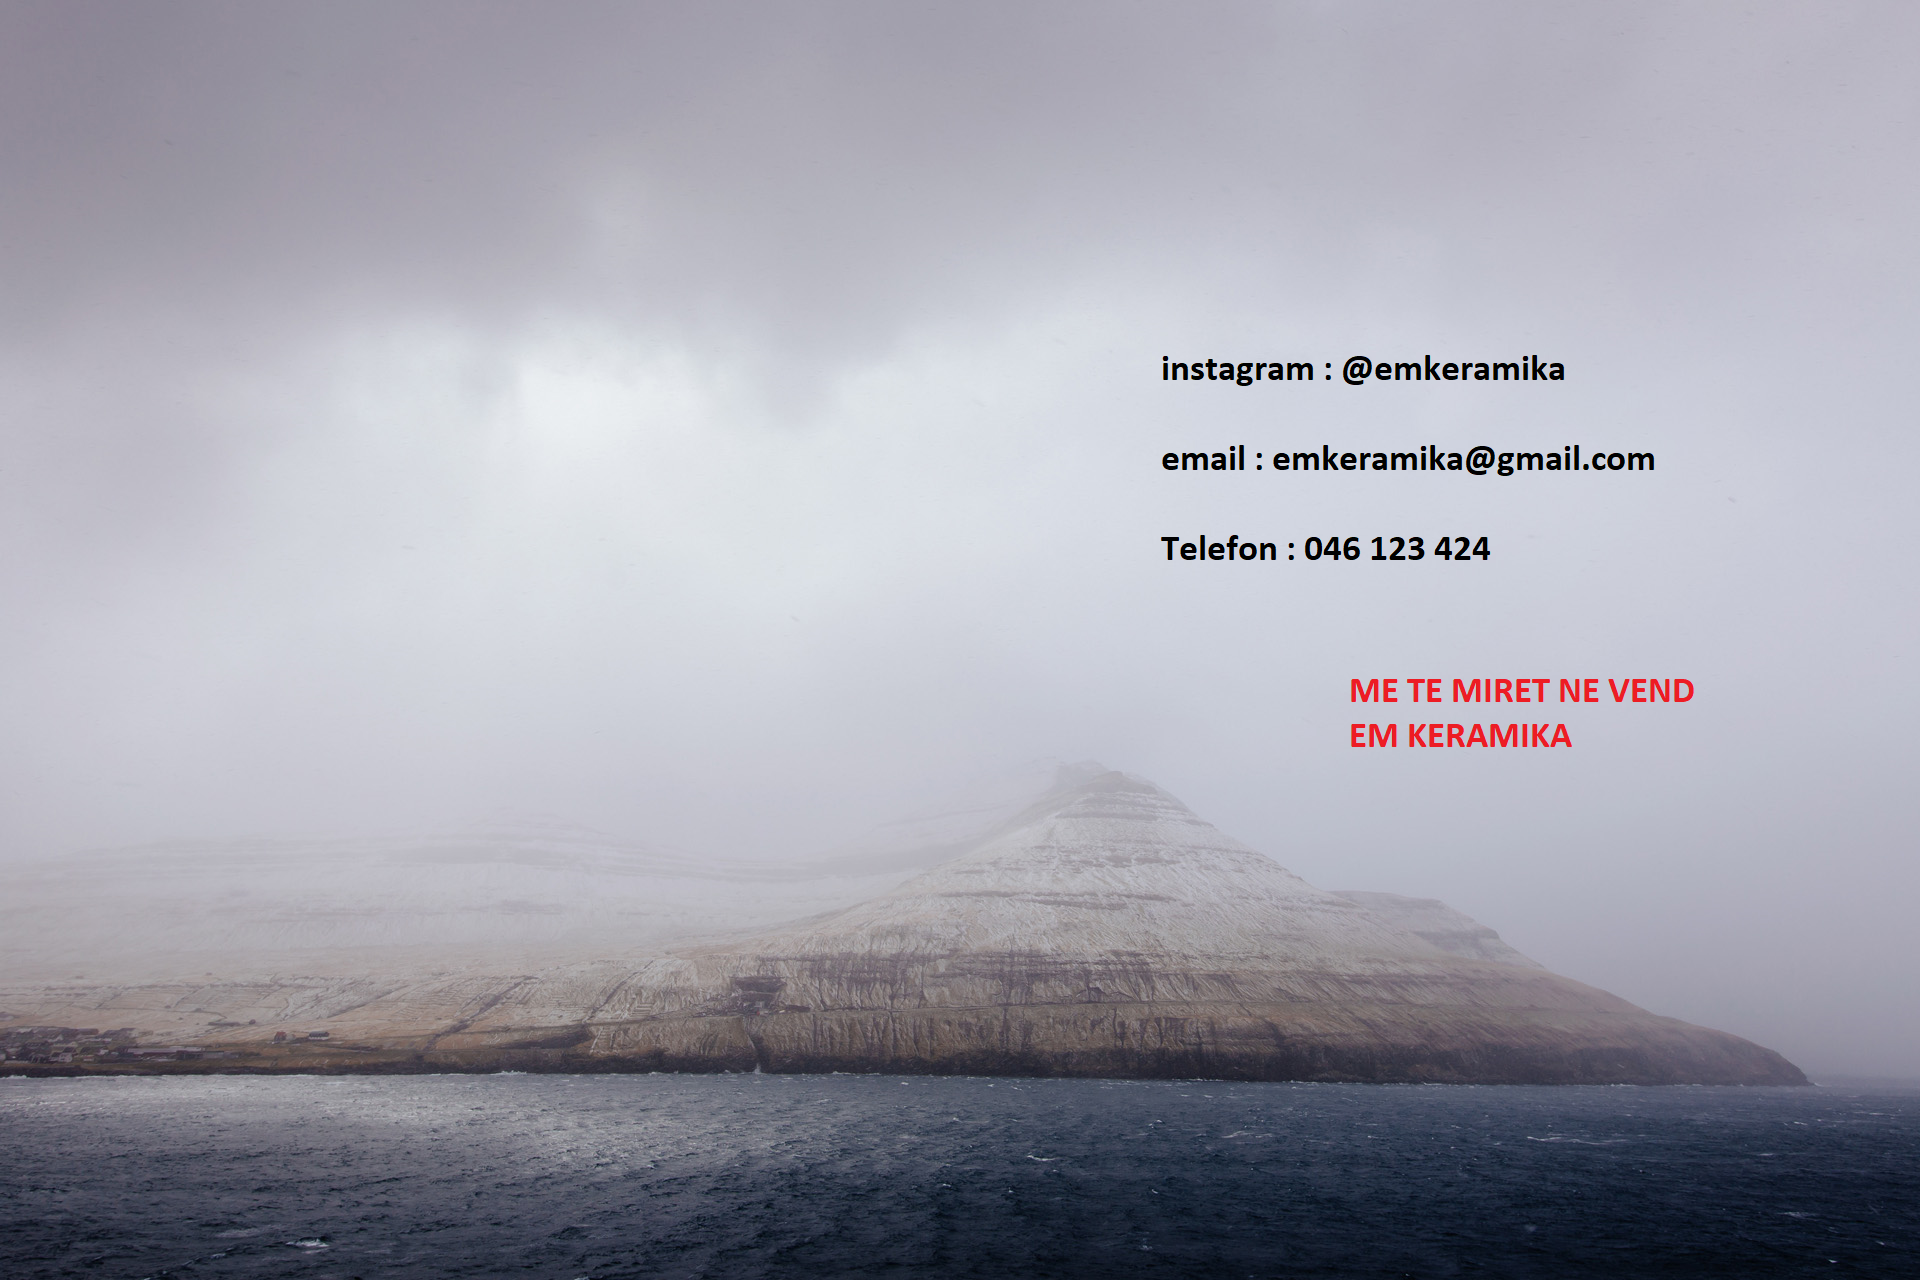 instagram : @emkeramika
email : emkeramika@gmail.com
Telefon : 046 123 424
ME TE MIRET NE VEND
EM KERAMIKA